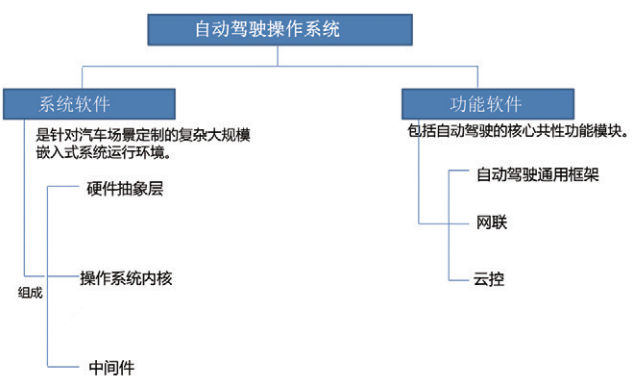 自动驾驶操作系统
系统软件
是针对汽车场景定制的复杂大规模
嵌入式系统运行环境。
硬件抽象层
操作系统内核
组成
中间件
功能软件
包括自动驾驶的核心共性功能模块。
自动驾驶通用框架
网联
云控